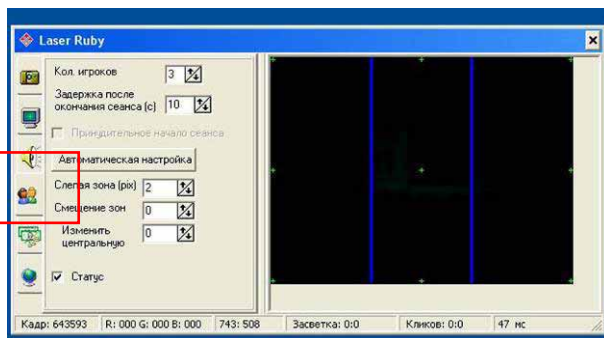 Laser Ruby
Кол. игроков 3
Задержка после
окончания сеанса (с) 10
Принудительное начало сеанса
Автоматическая настройка
Слепая зона (pix) 2
Смещение зон 0
Изменить 0
центральную
Статус
Кадр: 643593 R: 000 G: 000 B: 000 743: 508 Засветка: 0:0 Кликов: 0:0 47 мс